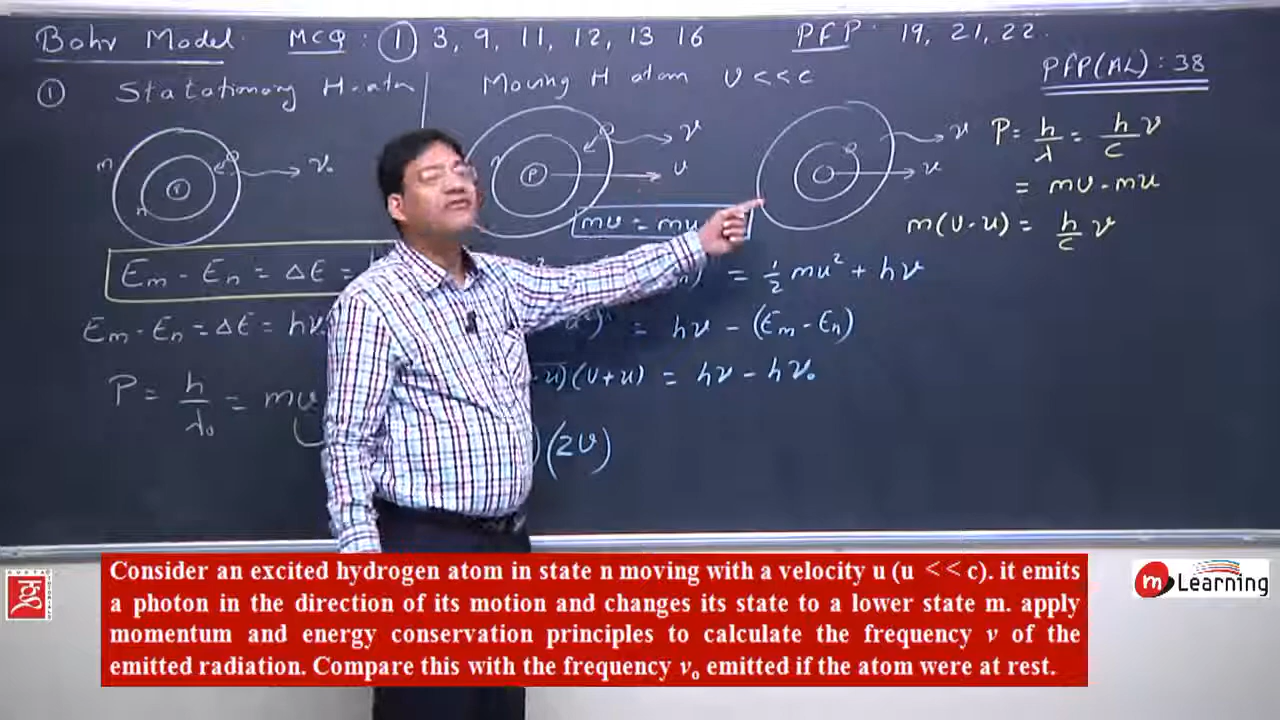 Bohr Model. MCQ : ① 3, 9, 11, 12, 13 16 PFP : 19, 21, 22.
PFP(AL) : 38
① Stationary H-atom Moving H atom v << c
m n P ν₀
n P ν v
ν u
P = h/λ = hν/c
= mv - mu
m(v-u) = h/c ν
mv = mu
Em - En = ΔE =
= 1/2 mu² + hν
Em - En = ΔE = hν
= hν - (Em - En)
P = h/λ₀ = mv
u)(v+u) = hν - hν₀
)(2v)
Consider an excited hydrogen atom in state n moving with a velocity u (u << c). it emits
a photon in the direction of its motion and changes its state to a lower state m. apply
momentum and energy conservation principles to calculate the frequency ν of the
emitted radiation. Compare this with the frequency νₒ emitted if the atom were at rest.
m Learning